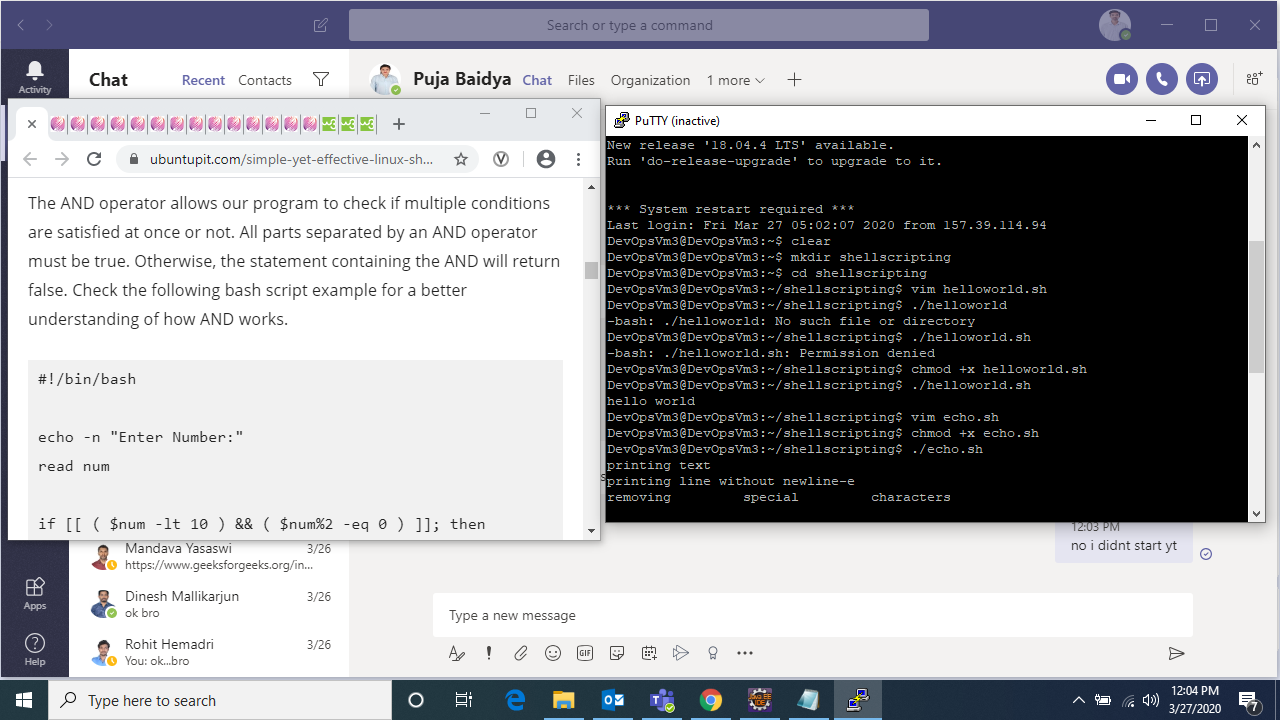 Search or type a command
Activity
Chat
Recent
Contacts
Puja Baidya
Chat
Files
Organization
1 more
ubuntupit.com/simple-yet-effective-linux-sh...
The AND operator allows our program to check if multiple conditions
are satisfied at once or not. All parts separated by an AND operator
must be true. Otherwise, the statement containing the AND will return
false. Check the following bash script example for a better
understanding of how AND works.
#!/bin/bash
echo -n "Enter Number:"
read num
if [[ ( $num -lt 10 ) && ( $num%2 -eq 0 ) ]]; then
PuTTY (inactive)
New release '18.04.4 LTS' available.
Run 'do-release-upgrade' to upgrade to it.
*** System restart required ***
Last login: Fri Mar 27 05:02:07 2020 from 157.39.114.94
DevOpsVm3@DevOpsVm3:~$ clear
DevOpsVm3@DevOpsVm3:~$ mkdir shellscripting
DevOpsVm3@DevOpsVm3:~$ cd shellscripting
DevOpsVm3@DevOpsVm3:~/shellscripting$ vim helloworld.sh
DevOpsVm3@DevOpsVm3:~/shellscripting$ ./helloworld
-bash: ./helloworld: No such file or directory
DevOpsVm3@DevOpsVm3:~/shellscripting$ ./helloworld.sh
-bash: ./helloworld.sh: Permission denied
DevOpsVm3@DevOpsVm3:~/shellscripting$ chmod +x helloworld.sh
DevOpsVm3@DevOpsVm3:~/shellscripting$ ./helloworld.sh
hello world
DevOpsVm3@DevOpsVm3:~/shellscripting$ vim echo.sh
DevOpsVm3@DevOpsVm3:~/shellscripting$ chmod +x echo.sh
DevOpsVm3@DevOpsVm3:~/shellscripting$ ./echo.sh
printing text
printing line without newline-e
removing special characters
12:03 PM
no i didnt start yt
Mandava Yasaswi 3/26
https://www.geeksforgeeks.org/in...
Dinesh Mallikarjun 3/26
ok bro
Rohit Hemadri 3/26
You: ok...bro
Apps
Help
Type a new message
GIF
Type here to search
12:04 PM
3/27/2020
7